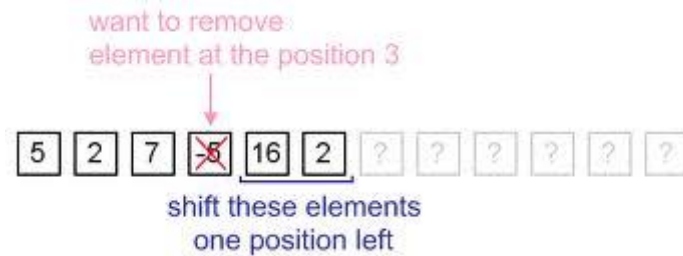 want to remove
element at the position 3
5 2 7 -5 16 2 ? ? ? ? ? ?
shift these elements
one position left